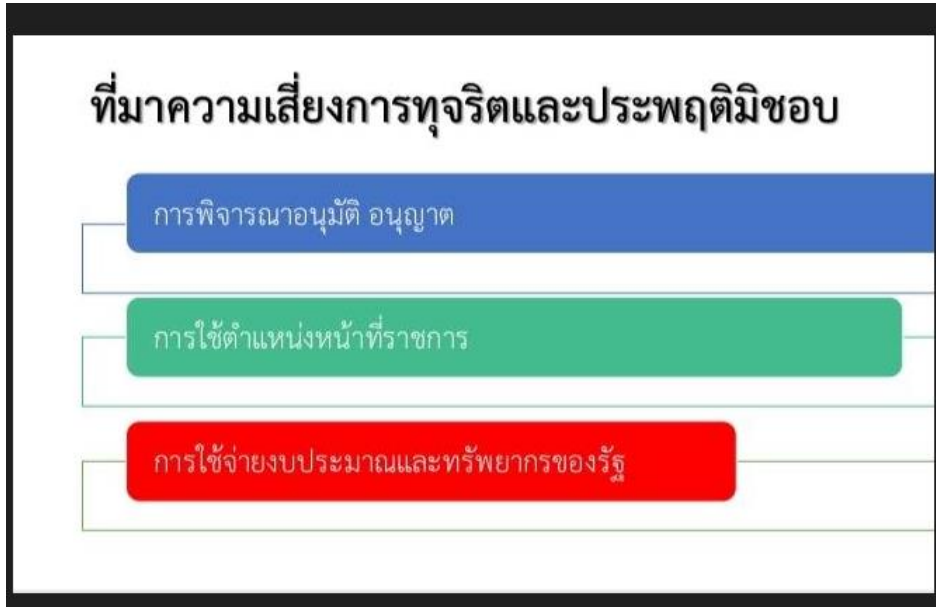 ที่มาความเสี่ยงการทุจริตและประพฤติมิชอบ
การพิจารณาอนุมัติ อนุญาต
การใช้ตำแหน่งหน้าที่ราชการ
การใช้จ่ายงบประมาณและทรัพยากรของรัฐ